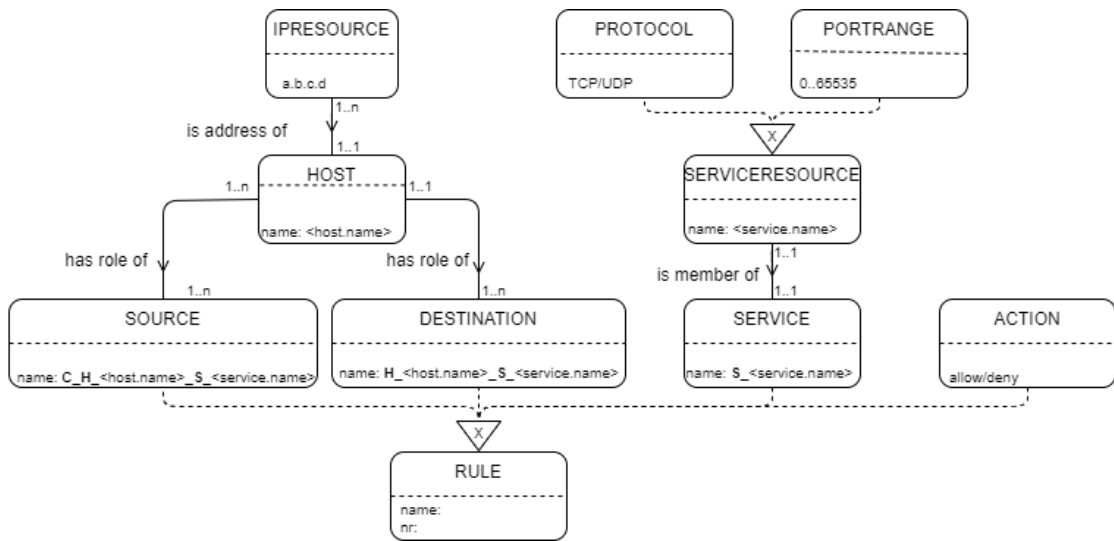 IPRESOURCE
a.b.c.d
PROTOCOL
TCP/UDP
PORTRANGE
0..65535
1..n
is address of
1..1
X
HOST
name: <host.name>
1..n
1..1
SERVICERESOURCE
name: <service.name>
has role of
1..n
has role of
1..n
1..1
is member of
1..1
SOURCE
name: C_H_<host.name>_S_<service.name>
DESTINATION
name: H_<host.name>_S_<service.name>
SERVICE
name: S_<service.name>
ACTION
allow/deny
X
RULE
name:
nr: